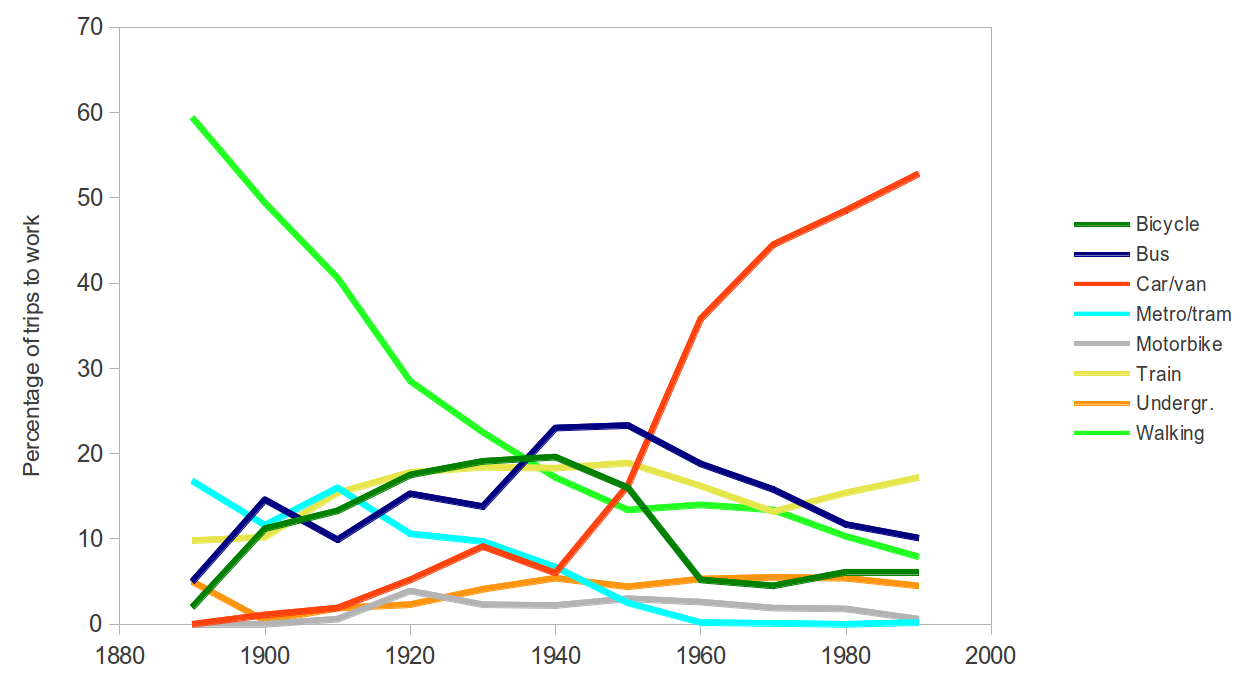 70
60
50
40
30
20
10
0
Percentage of trips to work
1880 1900 1920 1940 1960 1980 2000
Bicycle
Bus
Car/van
Metro/tram
Motorbike
Train
Undergr.
Walking